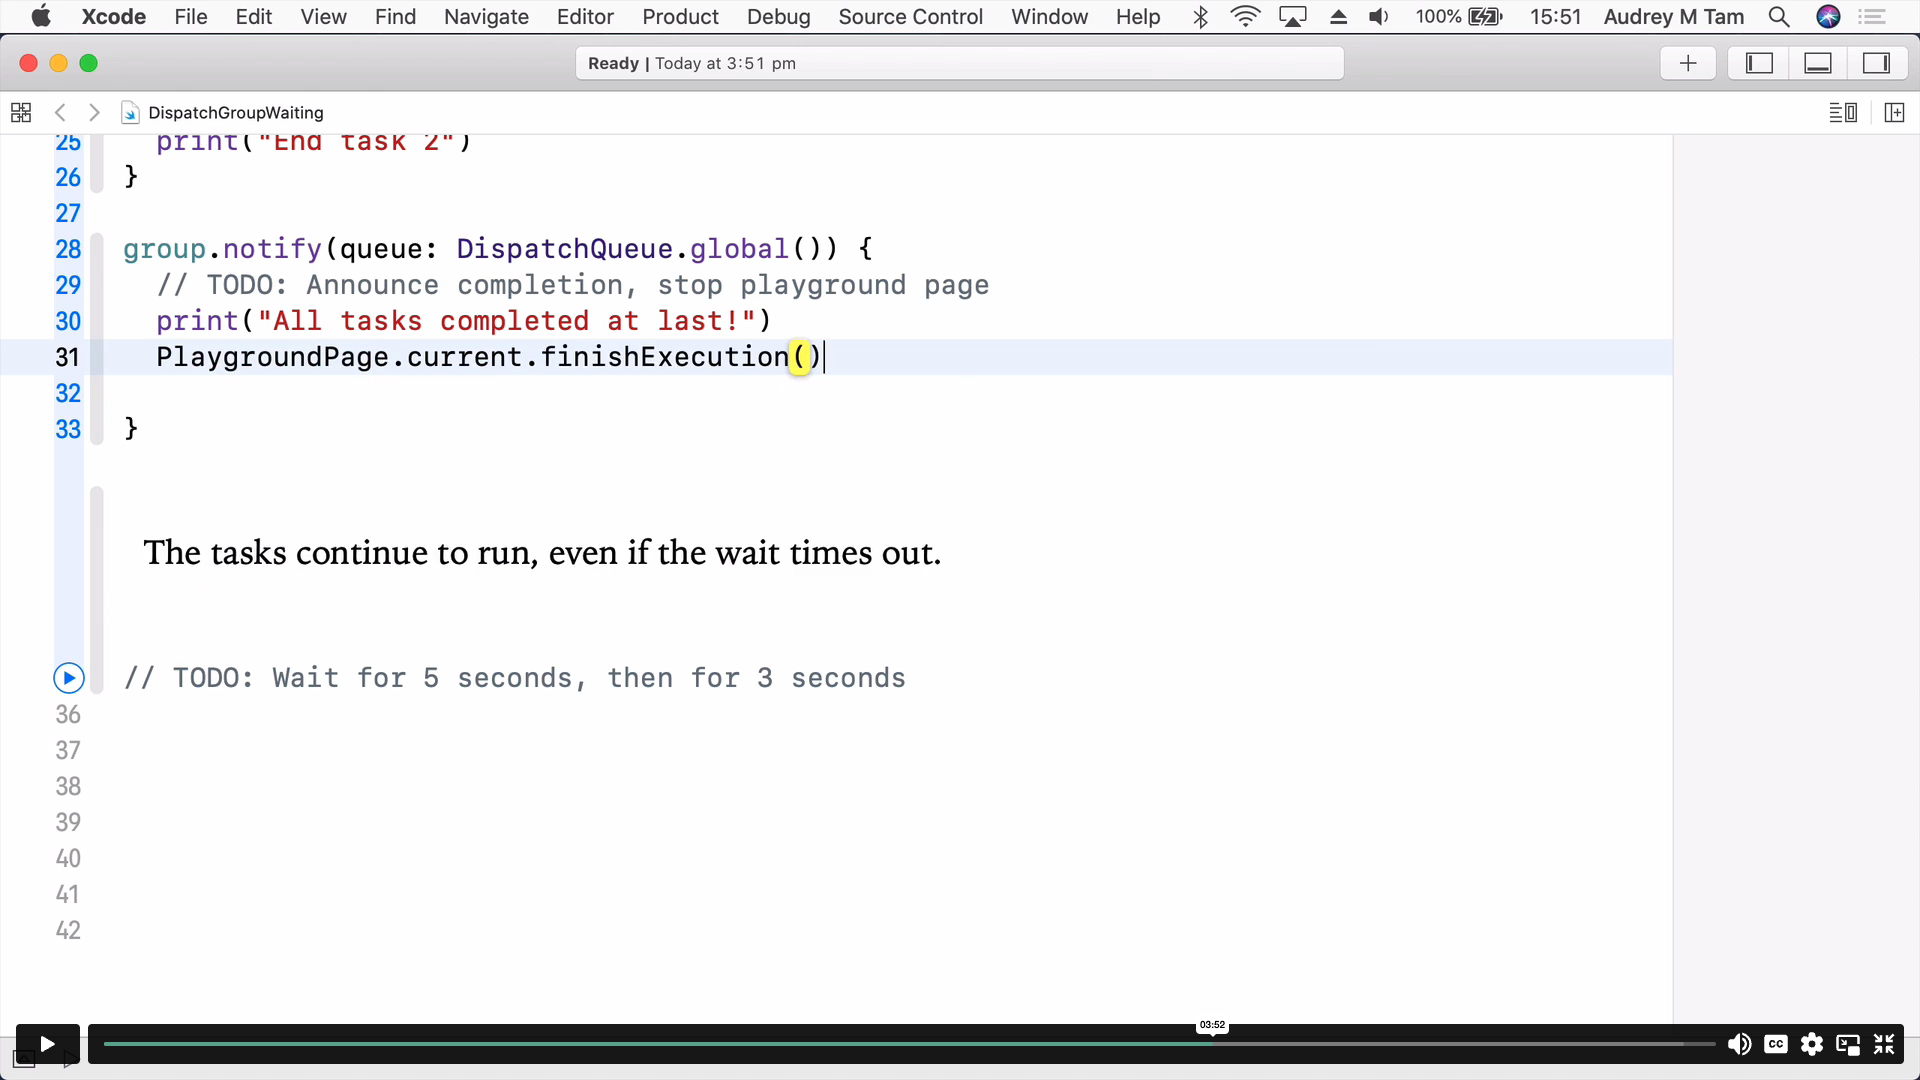 Xcode File Edit View Find Navigate Editor Product Debug Source Control Window Help 100% 15:51 Audrey M Tam
Ready | Today at 3:51 pm
DispatchGroupWaiting
25 print("End task 2")
26 }
27
28 group.notify(queue: DispatchQueue.global()) {
29 // TODO: Announce completion, stop playground page
30 print("All tasks completed at last!")
31 PlaygroundPage.current.finishExecution()
32
33 }
The tasks continue to run, even if the wait times out.
// TODO: Wait for 5 seconds, then for 3 seconds
36
37
38
39
40
41
42
03:52
CC